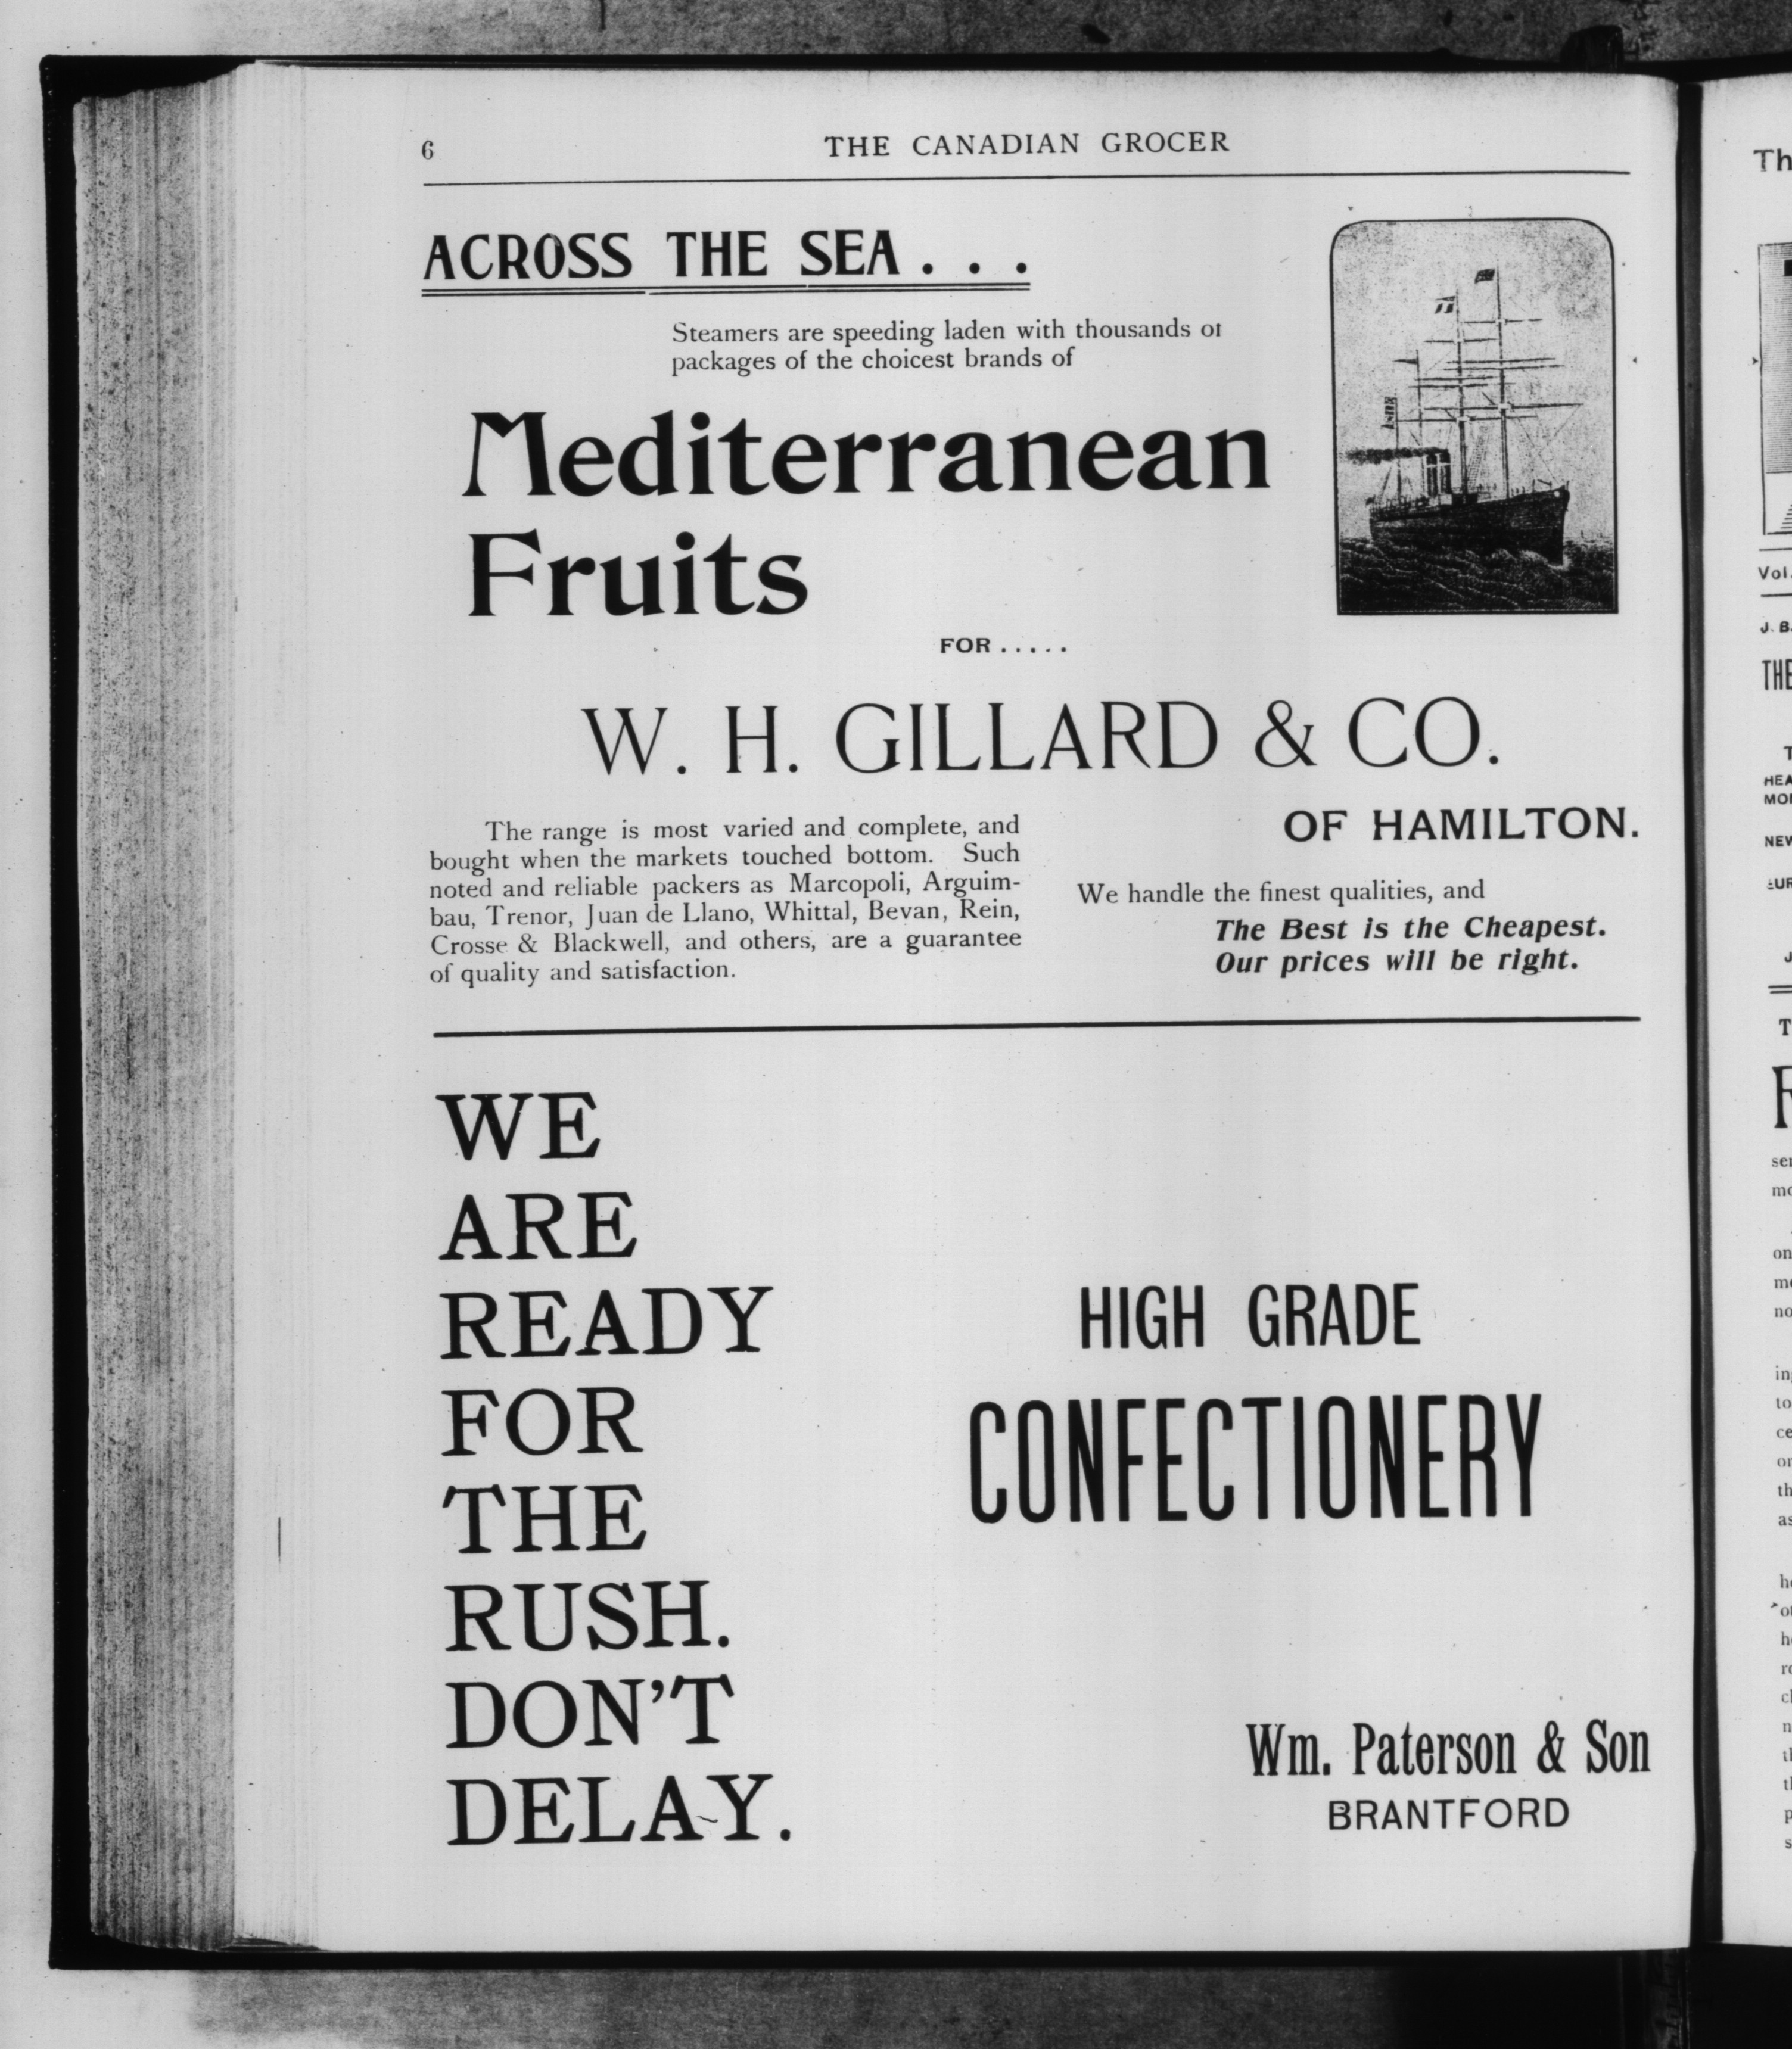 6
THE CANADIAN GROCER
ACROSS THE SEA . . .
Steamers are speeding laden with thousands of
packages of the choicest brands of
Mediterranean
Fruits
FOR . . . . .
W. H. GILLARD & CO.
OF HAMILTON.
The range is most varied and complete, and
bought when the markets touched bottom. Such
noted and reliable packers as Marcopoli, Arguim-
bau, Trenor, Juan de Llano, Whittal, Bevan, Rein,
Crosse & Blackwell, and others, are a guarantee
of quality and satisfaction.
We handle the finest qualities, and
The Best is the Cheapest.
Our prices will be right.
WE
ARE
READY
FOR
THE
RUSH.
DON'T
DELAY.
HIGH GRADE
CONFECTIONERY
Wm. Paterson & Son
BRANTFORD